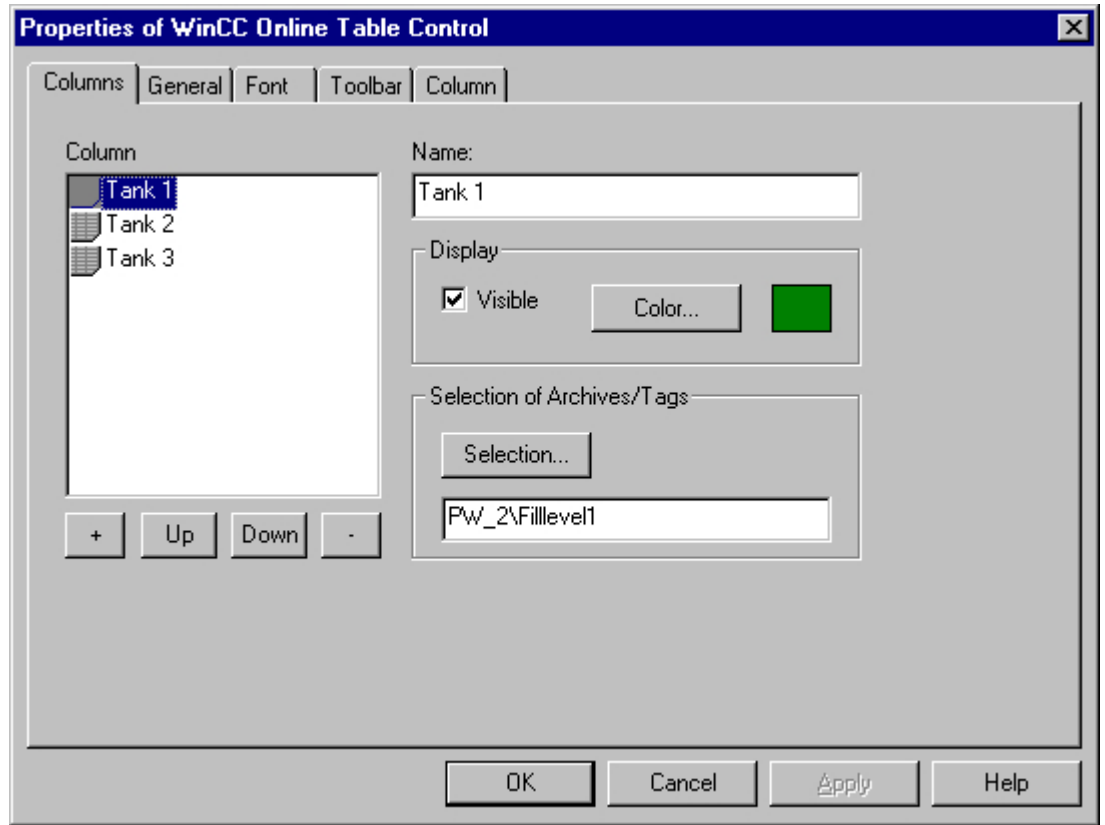 Properties of WinCC Online Table Control
Columns General Font Toolbar Column
Column
Tank 1
Tank 2
Tank 3
+ Up Down -
Name:
Tank 1
Display
Visible Color...
Selection of Archives/Tags
Selection...
PW_2\Filllevel1
OK Cancel Apply Help